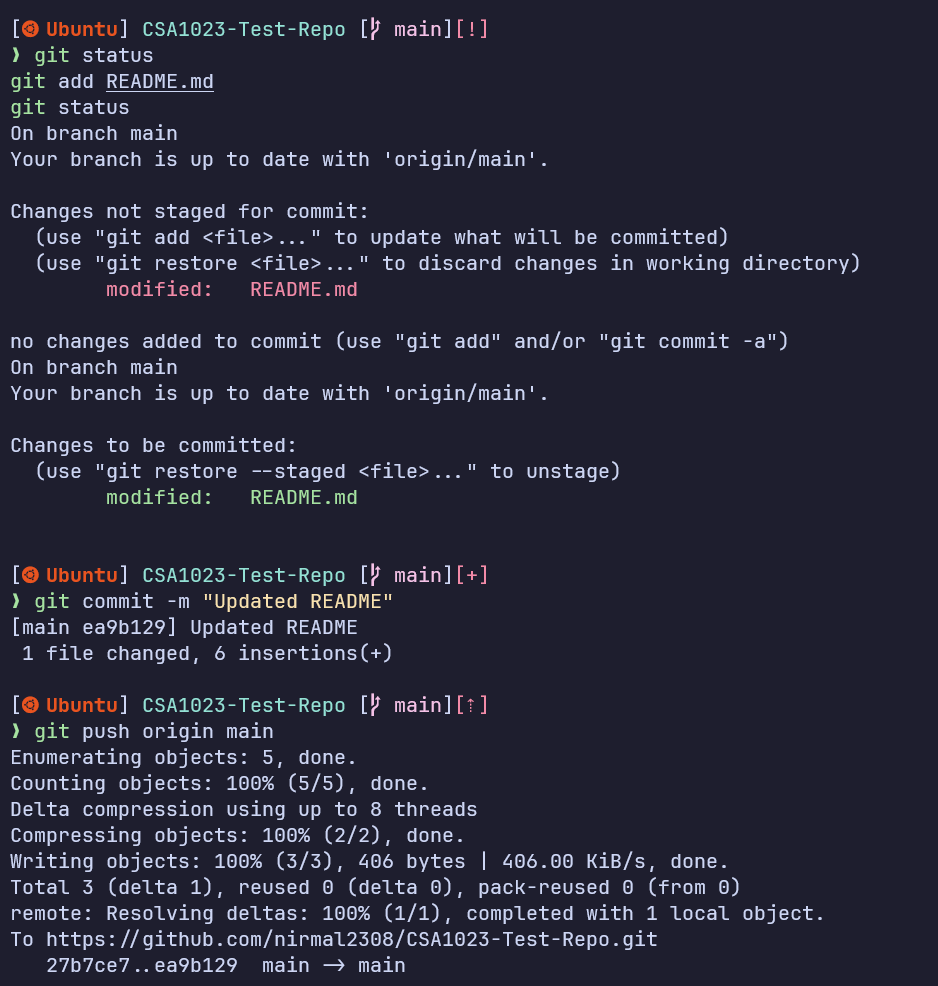 [Ubuntu] CSA1023-Test-Repo [main][!]
❱ git status
git add README.md
git status
On branch main
Your branch is up to date with 'origin/main'.
Changes not staged for commit:
  (use "git add <file>..." to update what will be committed)
  (use "git restore <file>..." to discard changes in working directory)
        modified:   README.md
no changes added to commit (use "git add" and/or "git commit -a")
On branch main
Your branch is up to date with 'origin/main'.
Changes to be committed:
  (use "git restore --staged <file>..." to unstage)
        modified:   README.md
[Ubuntu] CSA1023-Test-Repo [main][+]
❱ git commit -m "Updated README"
[main ea9b129] Updated README
 1 file changed, 6 insertions(+)
[Ubuntu] CSA1023-Test-Repo [main][⇡]
❱ git push origin main
Enumerating objects: 5, done.
Counting objects: 100% (5/5), done.
Delta compression using up to 8 threads
Compressing objects: 100% (2/2), done.
Writing objects: 100% (3/3), 406 bytes | 406.00 KiB/s, done.
Total 3 (delta 1), reused 0 (delta 0), pack-reused 0 (from 0)
remote: Resolving deltas: 100% (1/1), completed with 1 local object.
To https://github.com/nirmal2308/CSA1023-Test-Repo.git
   27b7ce7..ea9b129  main -> main